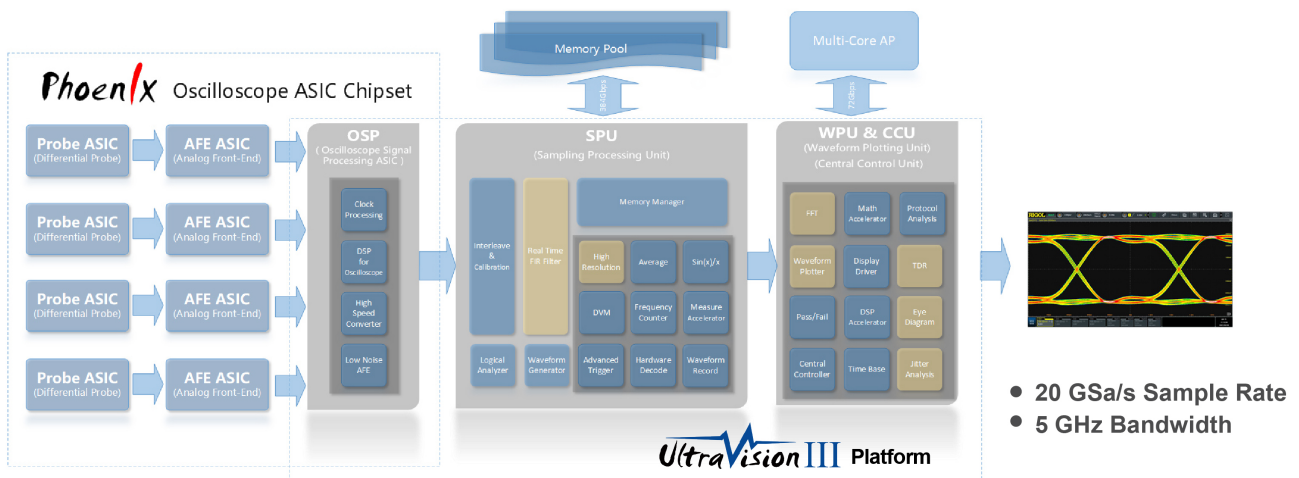 Memory Pool
Multi-Core AP
384Gbps
72Gbps
Phoenix Oscilloscope ASIC Chipset
Probe ASIC
(Differential Probe)
AFE ASIC
(Analog Front-End)
Probe ASIC
(Differential Probe)
AFE ASIC
(Analog Front-End)
Probe ASIC
(Differential Probe)
AFE ASIC
(Analog Front-End)
Probe ASIC
(Differential Probe)
AFE ASIC
(Analog Front-End)
OSP
( Oscilloscope Signal
Processing ASIC )
Clock
Processing
DSP
for
Oscilloscope
High
Speed
Converter
Low Noise
AFE
SPU
(Sampling Processing Unit)
Interleave
&
Calibration
Real Time
FIR Filter
Memory Manager
High
Resolution
Average
Sin(x)/x
DVM
Frequency
Counter
Measure
Accelerator
Logical
Analyzer
Waveform
Generator
Advanced
Trigger
Hardware
Decode
Waveform
Record
WPU & CCU
(Waveform Plotting Unit)
(Central Control Unit)
FFT
Math
Accelerator
Protocol
Analysis
Waveform
Plotter
Display
Driver
TDR
Pass/Fail
DSP
Accelerator
Eye
Diagram
Central
Controller
Time Base
Jitter
Analysis
RIGOL
• 20 GSa/s Sample Rate
• 5 GHz Bandwidth
UltraVision III Platform